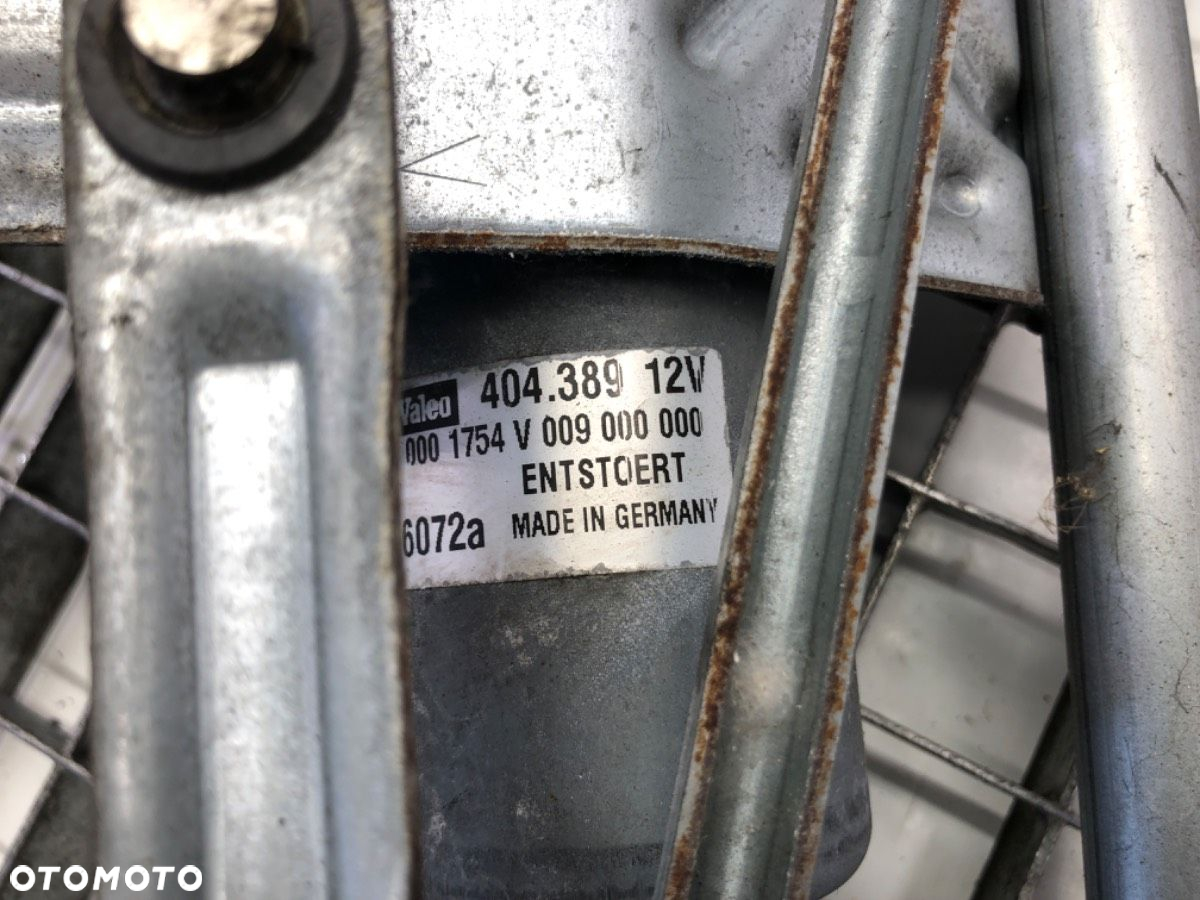 Valeo 404.389 12V
000 1754 V 009 000 000
ENTSTOERT
6072a MADE IN GERMANY
OTOMOTO